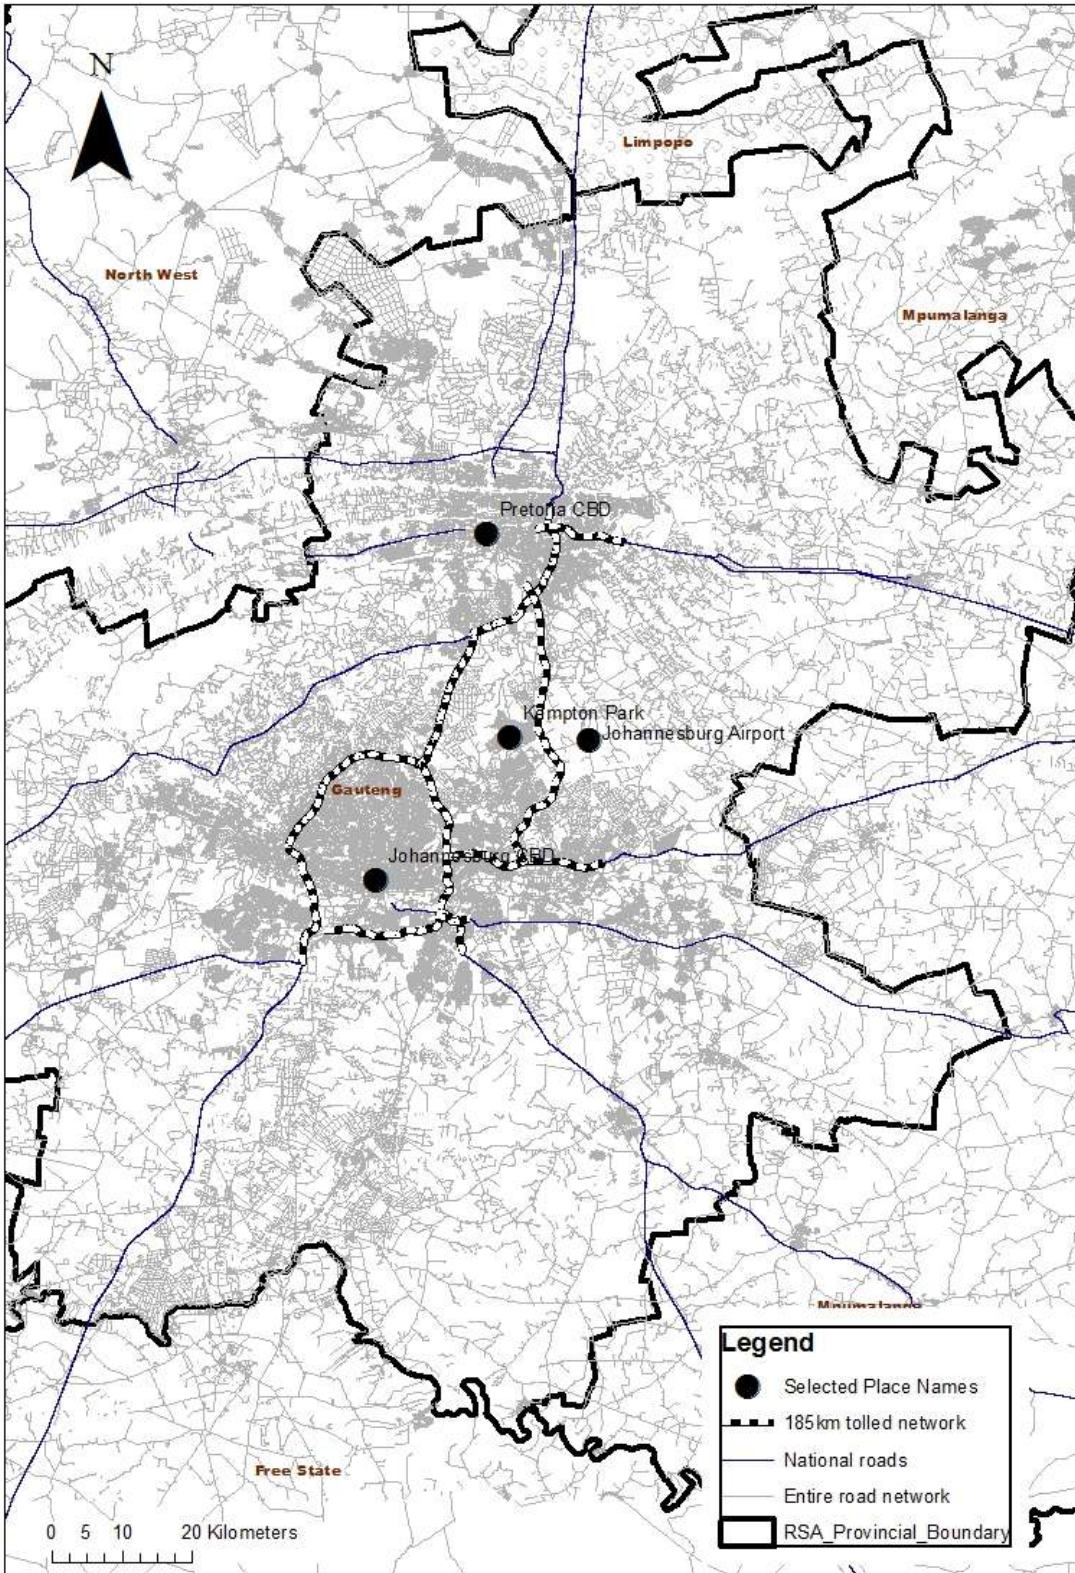 N
Limpopo
North West
Mpumalanga
Pretoria CBD
Kempton Park
Johannesburg Airport
Gauteng
Johannesburg CBD
Mpumalanga
Free State
0 5 10 20 Kilometers
Legend
Selected Place Names
185km tolled network
National roads
Entire road network
RSA_Provincial_Boundary